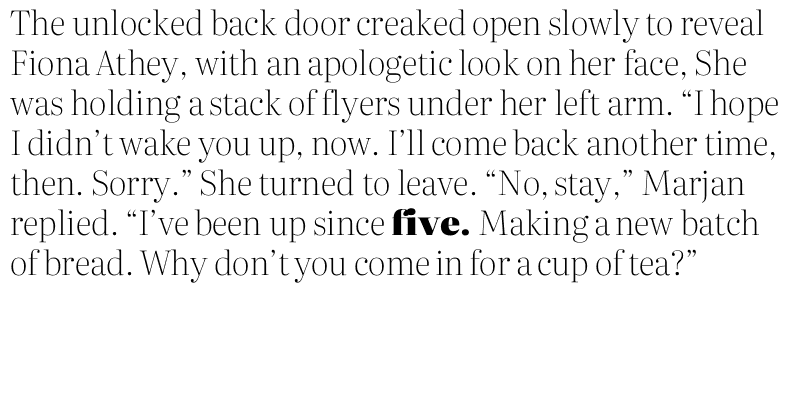 The unlocked back door creaked open slowly to reveal
Fiona Athey, with an apologetic look on her face, She
was holding a stack of flyers under her left arm. “I hope
I didn’t wake you up, now. I’ll come back another time,
then. Sorry.” She turned to leave. “No, stay,” Marjan
replied. “I’ve been up since five. Making a new batch
of bread. Why don’t you come in for a cup of tea?”